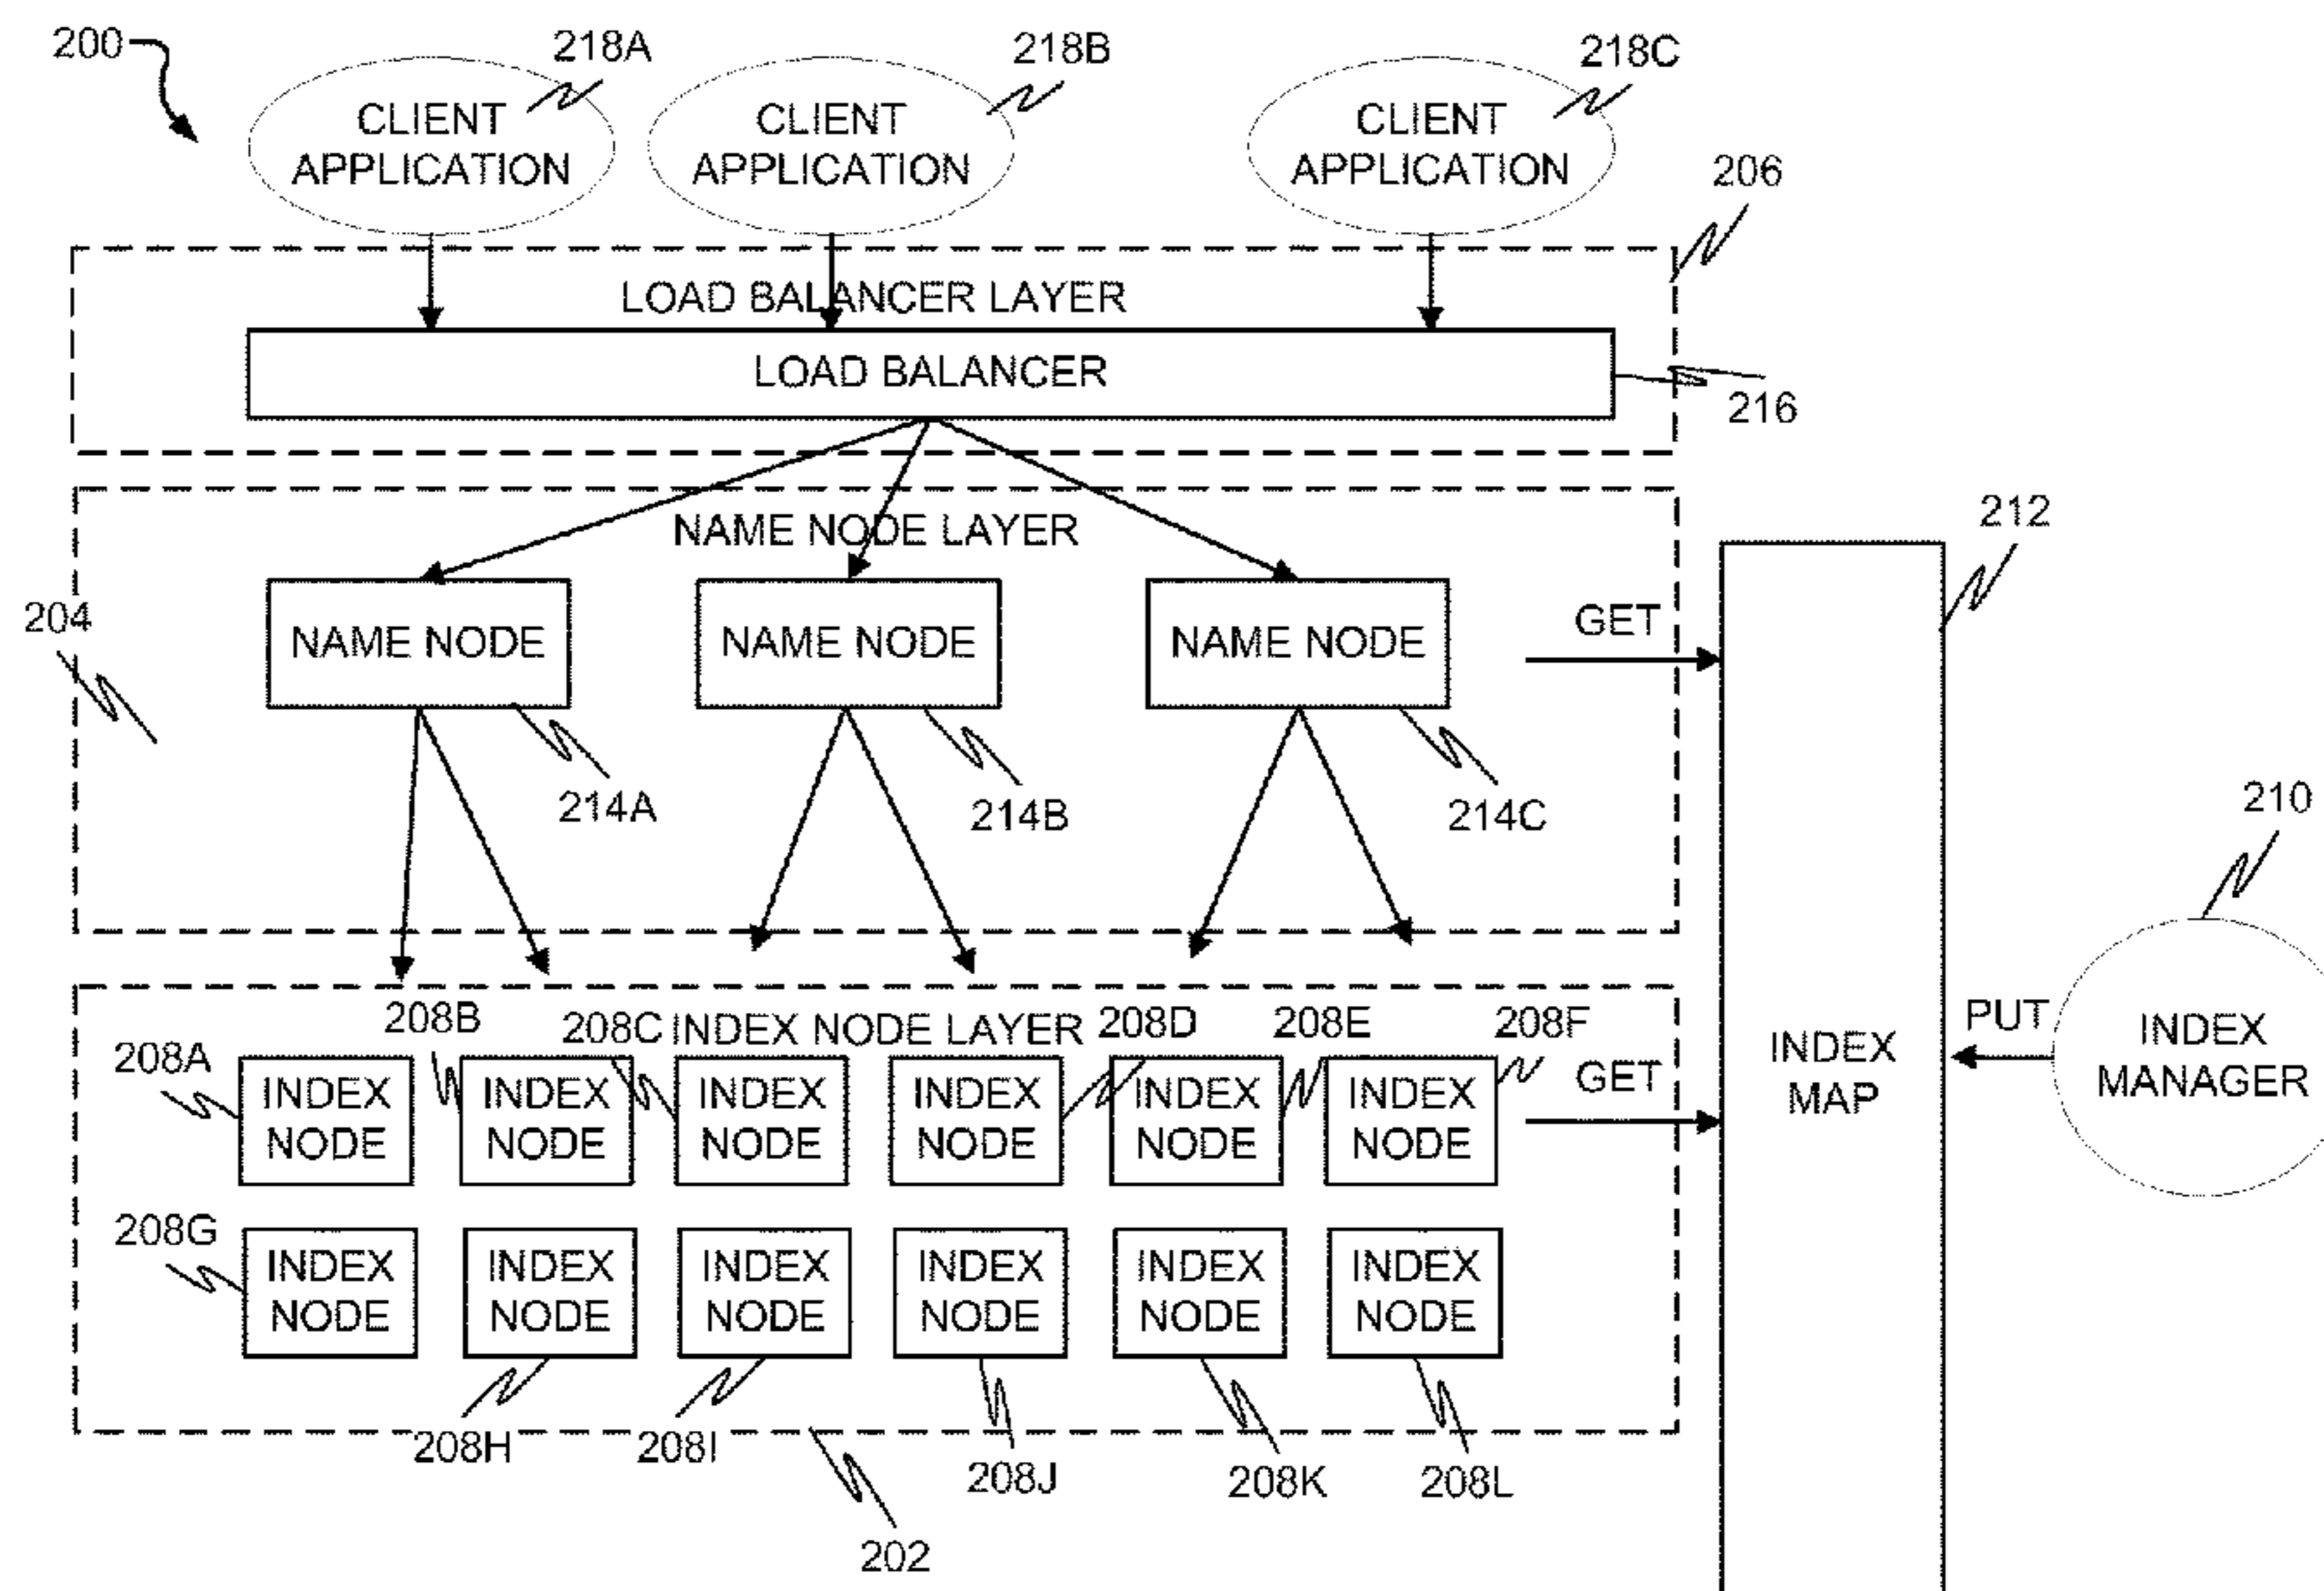 200
218A
218B
218C
CLIENT
APPLICATION
CLIENT
APPLICATION
CLIENT
APPLICATION
206
LOAD BALANCER LAYER
LOAD BALANCER
216
NAME NODE LAYER
212
204
NAME NODE
NAME NODE
NAME NODE
GET
214A
214B
214C
210
208B
208C
INDEX NODE LAYER
208D
208E
208F
208A
INDEX
NODE
INDEX
NODE
INDEX
NODE
INDEX
NODE
INDEX
NODE
INDEX
NODE
GET
INDEX
MAP
PUT
INDEX
MANAGER
208G
INDEX
NODE
INDEX
NODE
INDEX
NODE
INDEX
NODE
INDEX
NODE
INDEX
NODE
208H
208I
208J
208K
208L
202